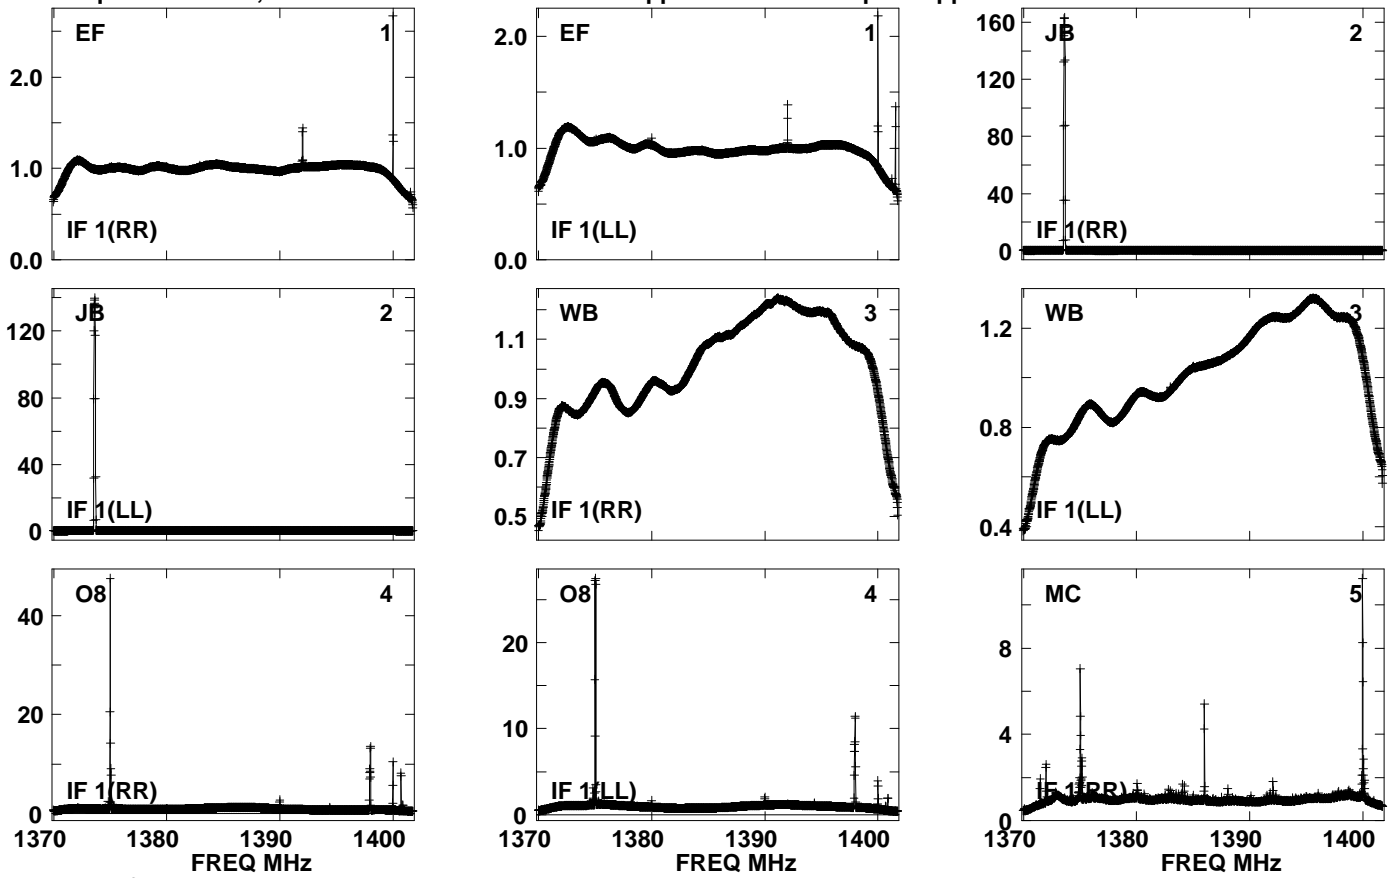 EF 1
2.0
1.0
0.0
IF 1(RR)
EF 1
2.0
1.0
0.0
IF 1(LL)
JB 2
160
120
80
40
0
IF 1(RR)
JB 2
120
80
40
0
IF 1(LL)
WB 3
1.1
0.9
0.7
0.5
IF 1(RR)
WB 3
1.2
0.8
0.4
IF 1(LL)
O8 4
40
20
0
IF 1(RR)
1370 1380 1390 1400
FREQ MHz
O8 4
20
10
0
IF 1(LL)
1370 1380 1390 1400
FREQ MHz
MC 5
8
4
0
IF 1(RR)
1370 1380 1390 1400
FREQ MHz